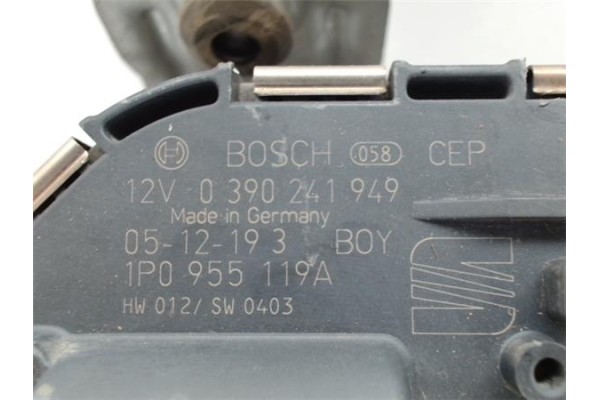 BOSCH 058 CEP
12V 0 390 241 949
Made in Germany
05-12-19 3 BOY
1P0 955 119A
HW 012/ SW 0403